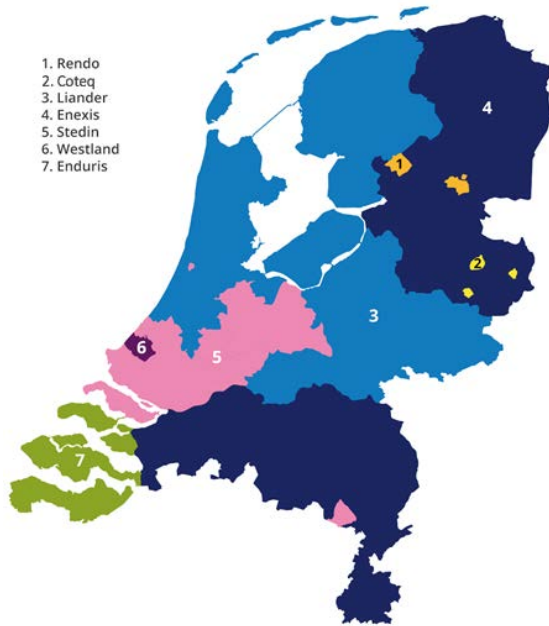 1. Rendo
2. Coteq
3. Liander
4. Enexis
5. Stedin
6. Westland
7. Enduris
4
1
2
3
6
5
7